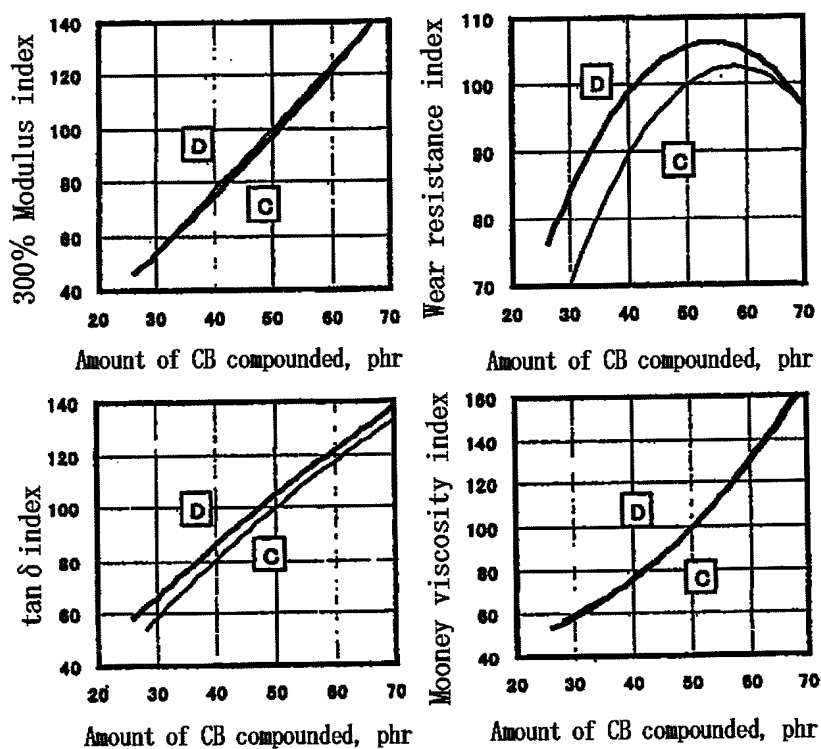 300% Modulus index
140
120
100
80
60
40
D
C
20 30 40 50 60 70
Amount of CB compounded, phr
Wear resistance index
110
100
90
80
70
D
C
20 30 40 50 60 70
Amount of CB compounded, phr
tan δ index
140
120
100
80
60
40
D
C
20 30 40 50 60 70
Amount of CB compounded, phr
Mooney viscosity index
160
140
120
100
80
60
40
D
C
20 30 40 50 60 70
Amount of CB compounded, phr